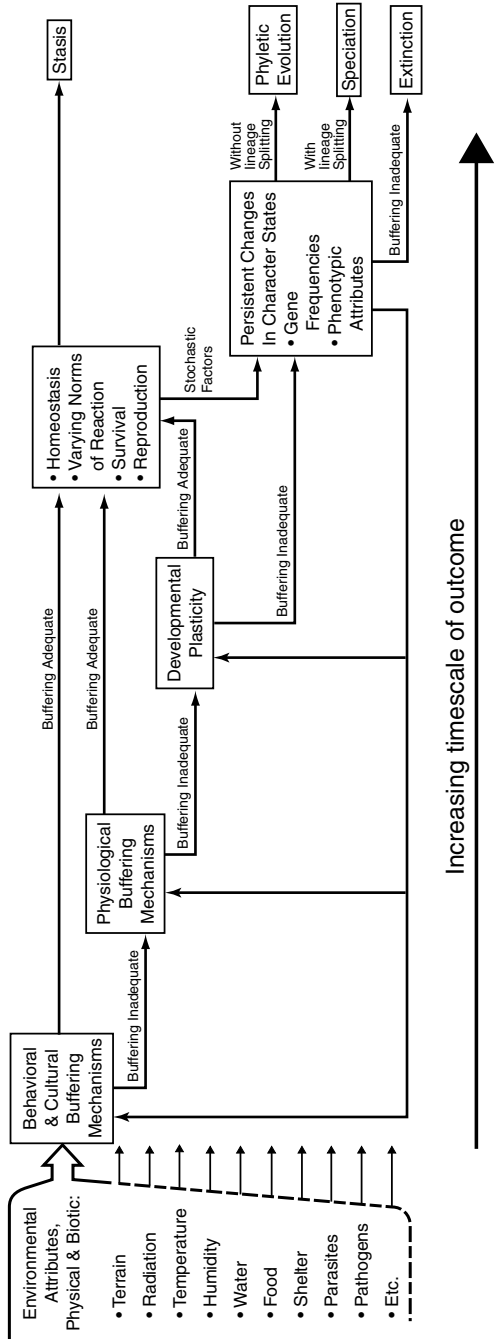 Environmental
Attributes,
Physical & Biotic:
• Terrain
• Radiation
• Temperature
• Humidity
• Water
• Food
• Shelter
• Parasites
• Pathogens
• Etc.
Behavioral
& Cultural
Buffering
Mechanisms
Buffering Adequate
Buffering Inadequate
Physiological
Buffering
Mechanisms
Buffering Adequate
Buffering Inadequate
Developmental
Plasticity
Buffering Adequate
Buffering Inadequate
• Homeostasis
• Varying Norms
of Reaction
• Survival
• Reproduction
Stochastic
Factors
Stasis
Persistent Changes
In Character States
• Gene
Frequencies
• Phenotypic
Attributes
Without
lineage
Splitting
Phyletic
Evolution
With
lineage
Splitting
Speciation
Buffering Inadequate
Extinction
Increasing timescale of outcome